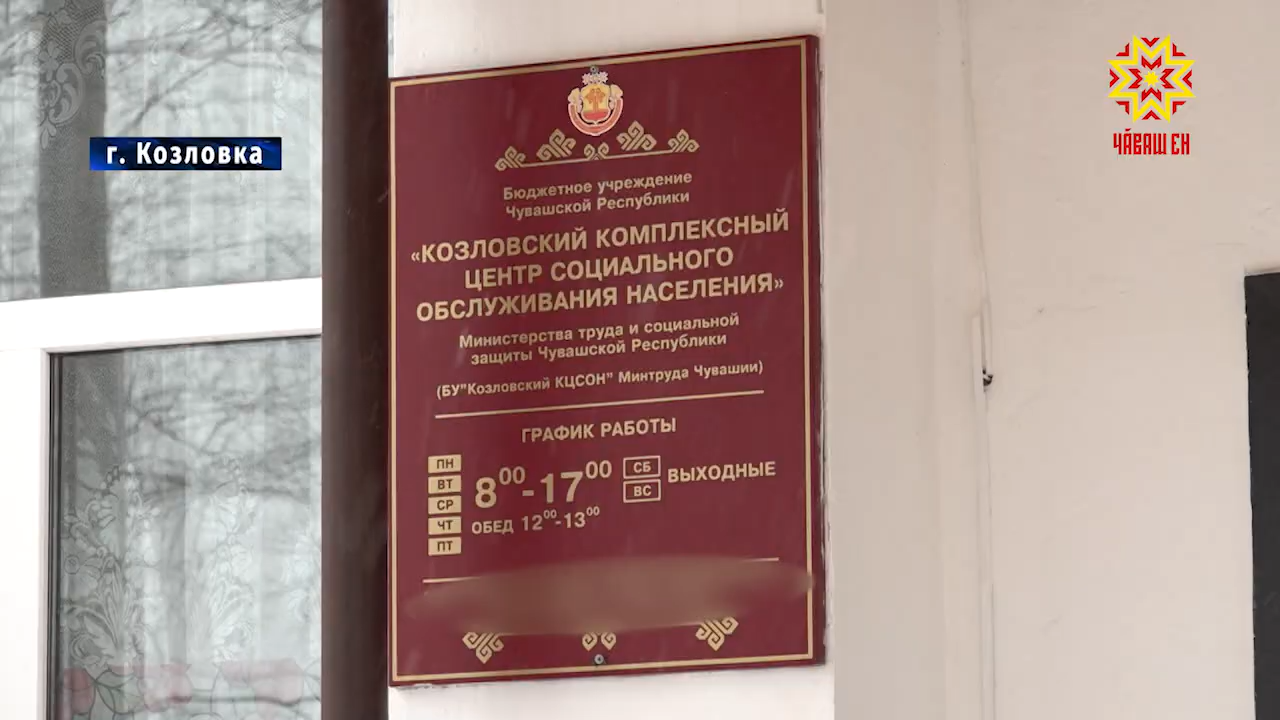 г. Козловка
ЧĂВАШ ЕН
Бюджетное учреждение
Чувашской Республики
«КОЗЛОВСКИЙ КОМПЛЕКСНЫЙ
ЦЕНТР СОЦИАЛЬНОГО
ОБСЛУЖИВАНИЯ НАСЕЛЕНИЯ»
Министерства труда и социальной
защиты Чувашской Республики
(БУ"Козловский КЦСОН" Минтруда Чувашии)
ГРАФИК РАБОТЫ
ПН
ВТ
СР
ЧТ
ПТ
8⁰⁰-17⁰⁰
ОБЕД 12⁰⁰-13⁰⁰
СБ
ВС
ВЫХОДНЫЕ